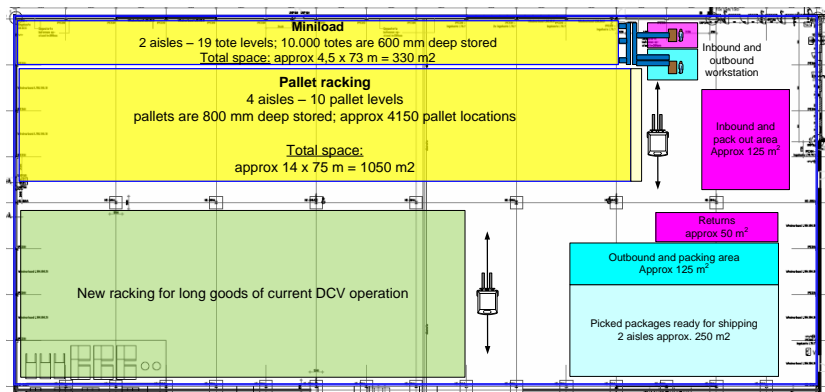 Miniload
2 aisles – 19 tote levels; 10.000 totes are 600 mm deep stored
Total space: approx 4,5 x 73 m = 330 m2
Inbound and
outbound
workstation
Pallet racking
4 aisles – 10 pallet levels
pallets are 800 mm deep stored; approx 4150 pallet locations
Total space:
approx 14 x 75 m = 1050 m2
Inbound and
pack out area
Approx 125 m²
Returns
approx 50 m²
Outbound and packing area
Approx 125 m²
New racking for long goods of current DCV operation
Picked packages ready for shipping
2 aisles approx. 250 m2